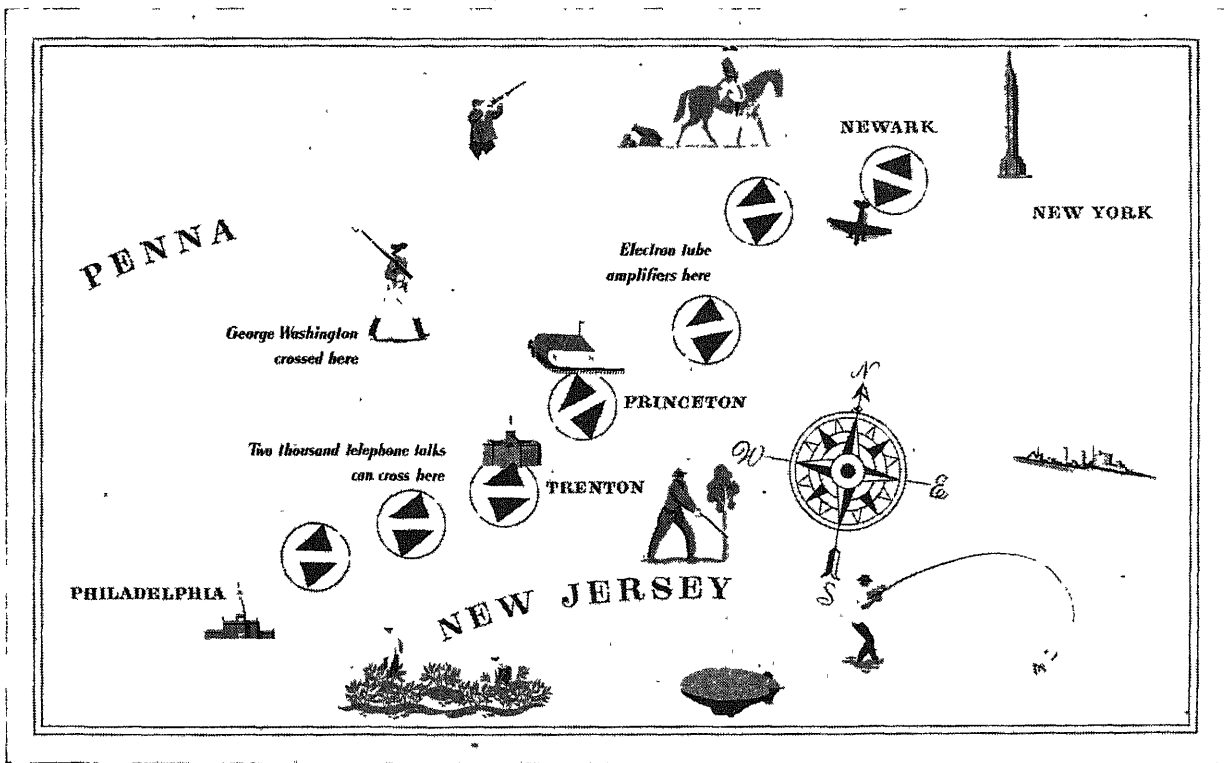 NEWARK
NEW YORK
PENNA
Electron tube
amplifiers here
George Washington
crossed here
PRINCETON
N
W
E
S
Two thousand telephone talks
can cross here
TRENTON
PHILADELPHIA
NEW JERSEY